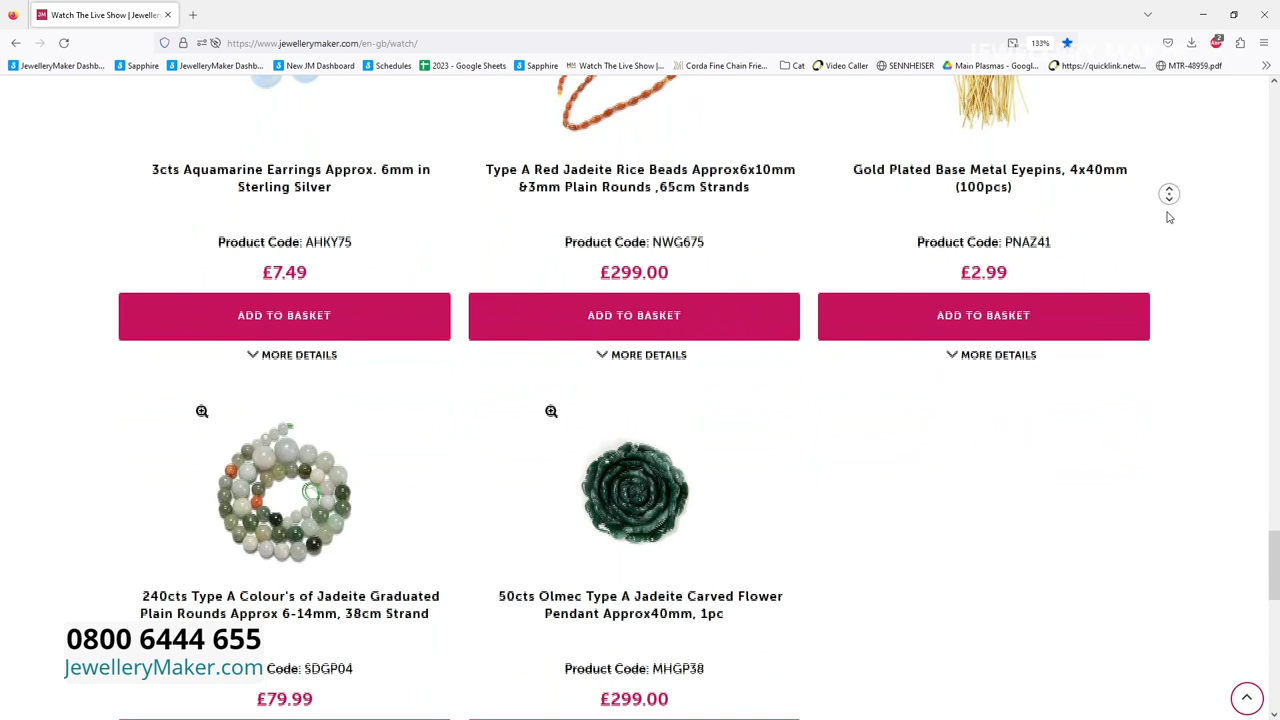 Watch The Live Show | Jeweller
https://www.jewellerymaker.com/en-gb/watch/
133%
2
JewelleryMaker Dashb...
Sapphire
JewelleryMaker Dashb...
New JM Dashboard
Schedules
2023 - Google Sheets
Sapphire
Watch The Live Show |...
Corda Fine Chain Frie...
Cat
Video Caller
SENNHEISER
Main Plasmas - Googl...
https://quicklink.netw...
MTR-48959.pdf
3cts Aquamarine Earrings Approx. 6mm in
Sterling Silver
Product Code: AHKY75
£7.49
ADD TO BASKET
MORE DETAILS
Type A Red Jadeite Rice Beads Approx6x10mm
&3mm Plain Rounds ,65cm Strands
Product Code: NWG675
£299.00
ADD TO BASKET
MORE DETAILS
Gold Plated Base Metal Eyepins, 4x40mm
(100pcs)
Product Code: PNAZ41
£2.99
ADD TO BASKET
MORE DETAILS
240cts Type A Colour's of Jadeite Graduated
Plain Rounds Approx 6-14mm, 38cm Strand
Code: SDGP04
£79.99
50cts Olmec Type A Jadeite Carved Flower
Pendant Approx40mm, 1pc
Product Code: MHGP38
£299.00
0800 6444 655
JewelleryMaker.com